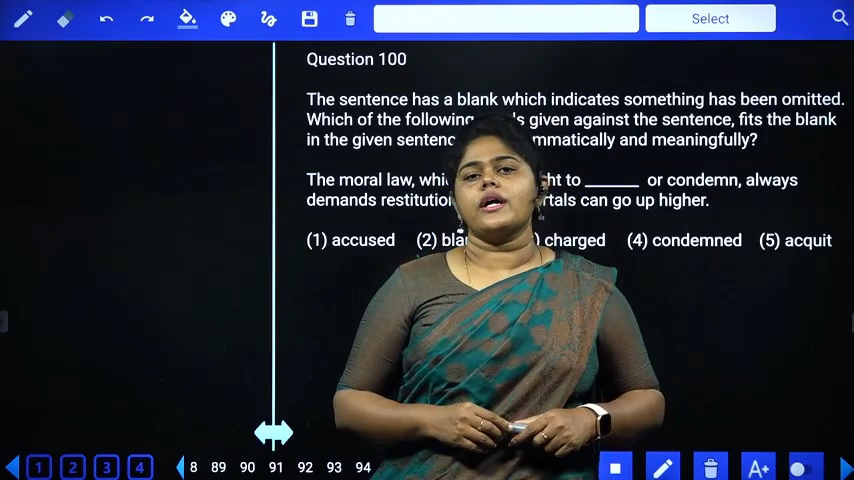 Select
Question 100
The sentence has a blank which indicates something has been omitted.
Which of the following given against the sentence, fits the blank
in the given sentenc mmatically and meaningfully?
The moral law, whi ht to ______ or condemn, always
demands restitution rtals can go up higher.
(1) accused (2) bla ) charged (4) condemned (5) acquit
1 2 3 4 8 89 90 91 92 93 94 A+